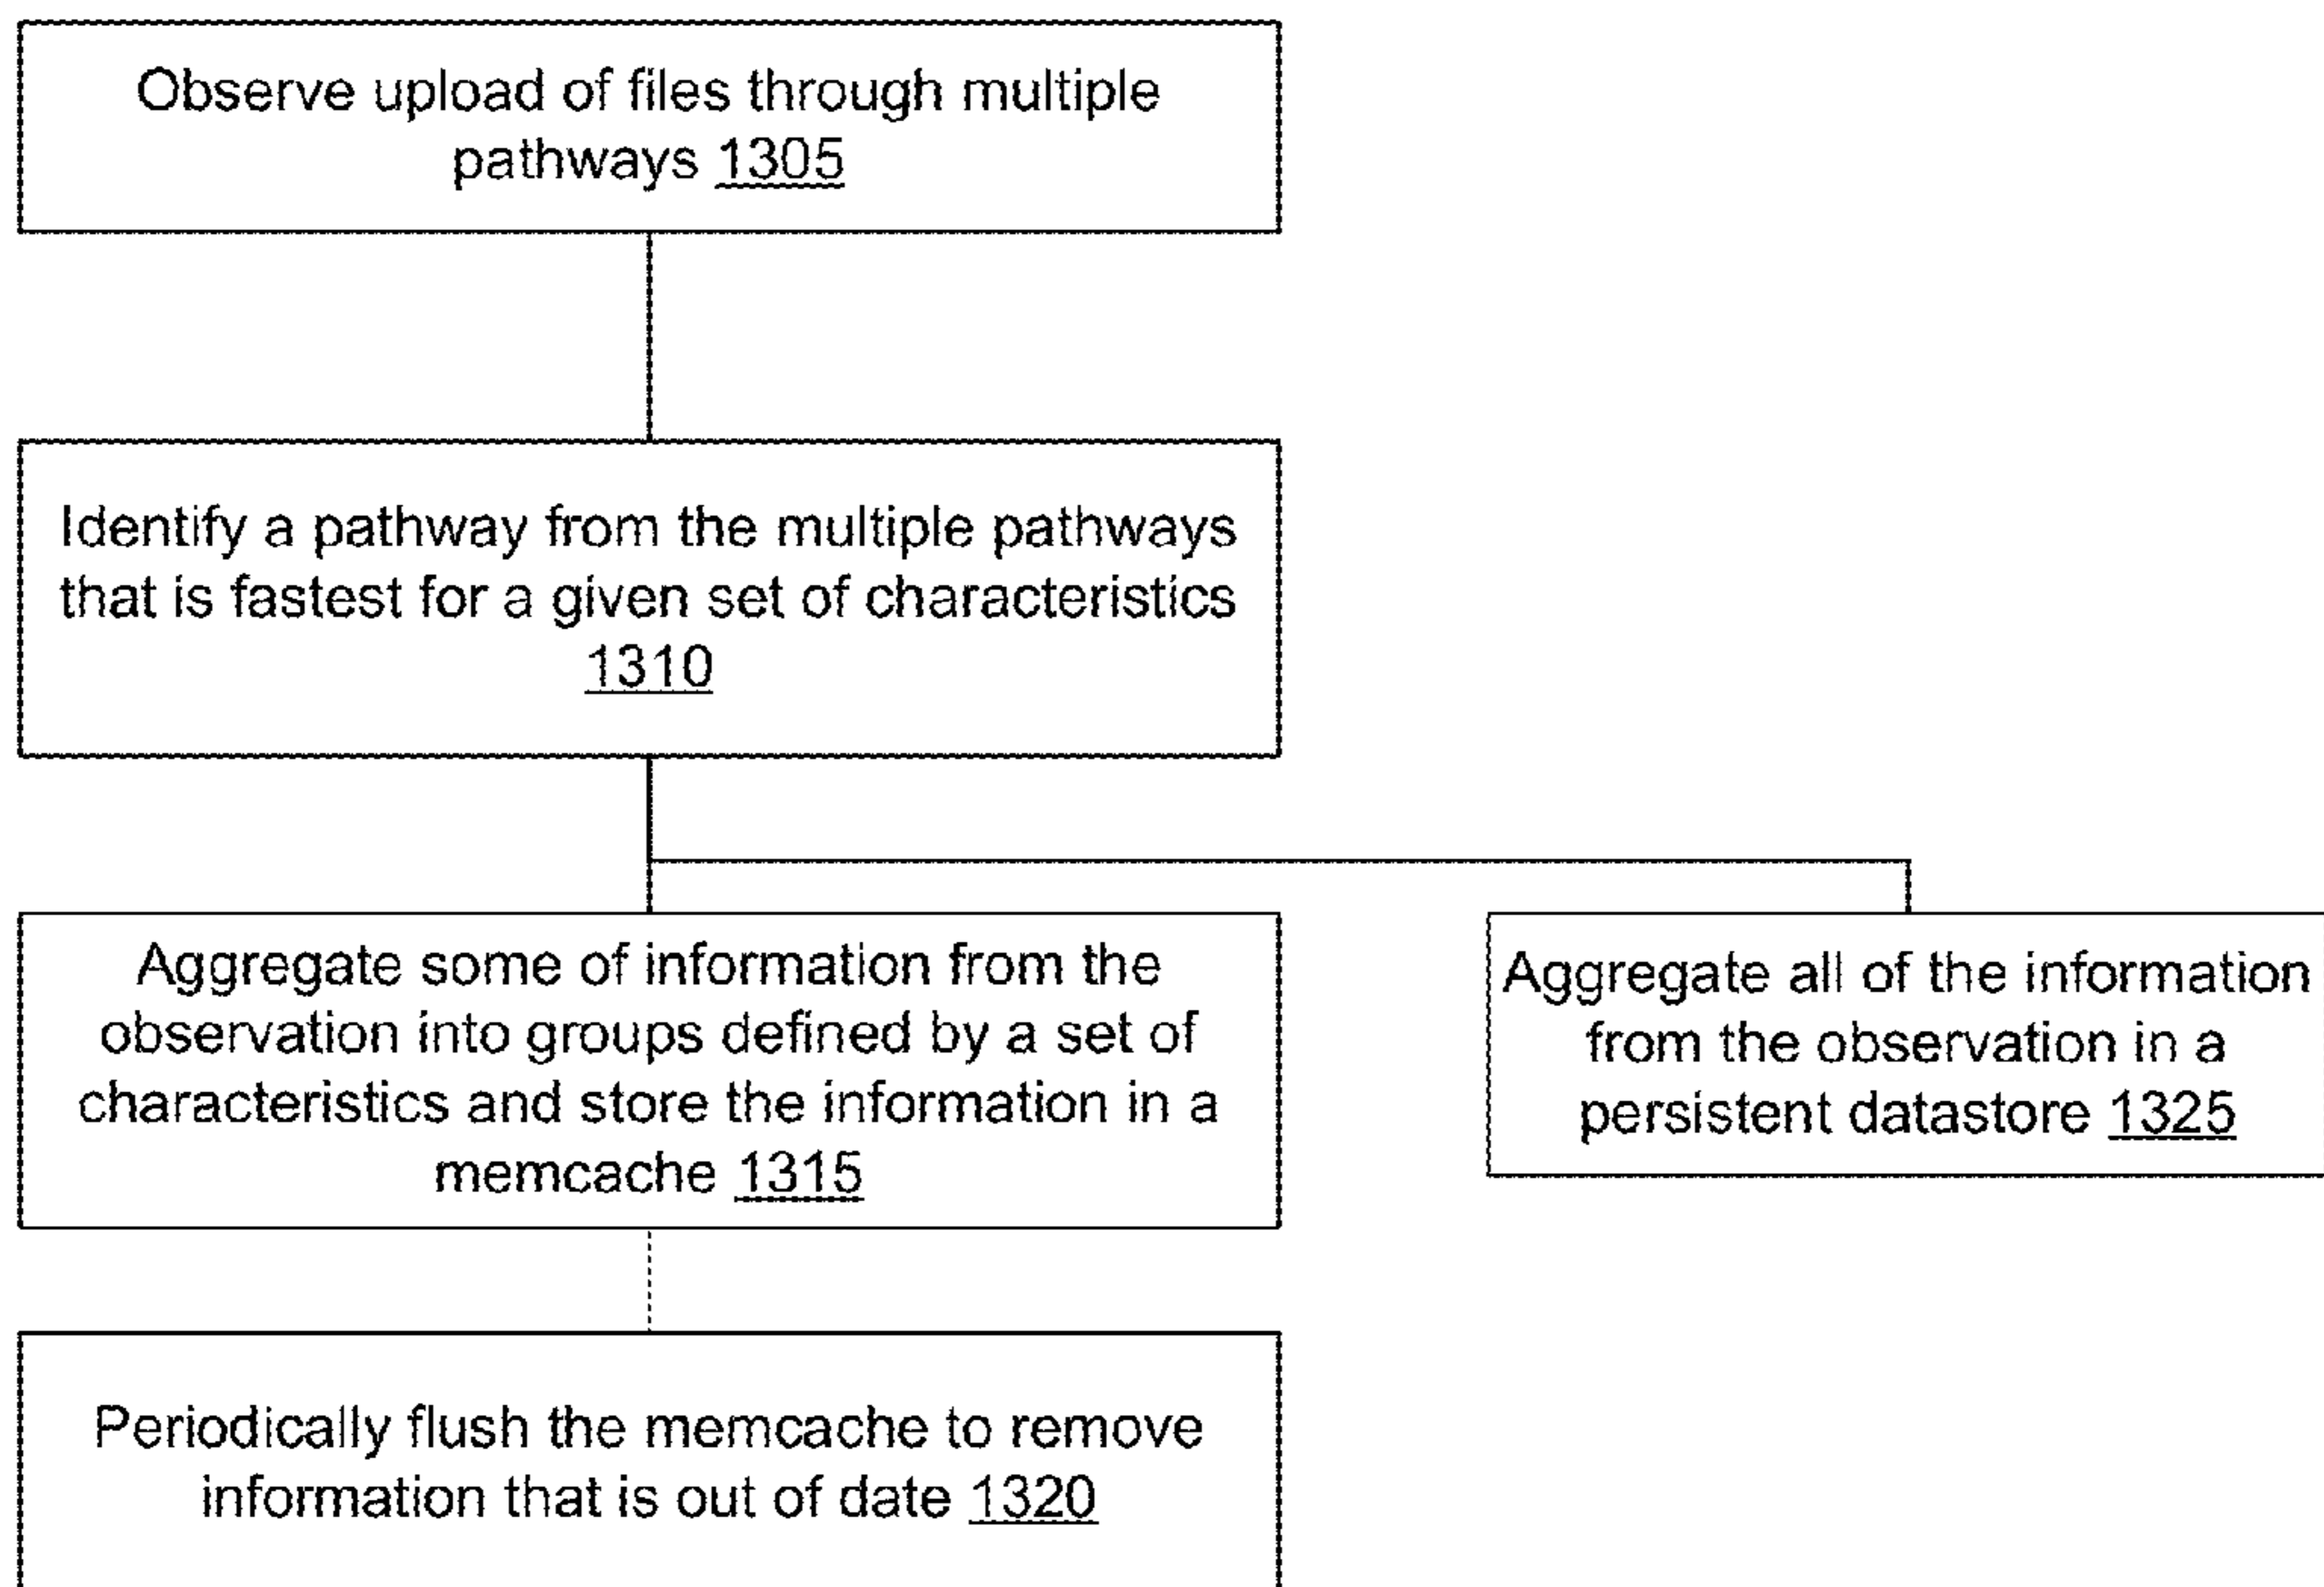 Observe upload of files through multiple
pathways 1305
Identify a pathway from the multiple pathways
that is fastest for a given set of characteristics
1310
Aggregate some of information from the
observation into groups defined by a set of
characteristics and store the information in a
memcache 1315
Aggregate all of the information
from the observation in a
persistent datastore 1325
Periodically flush the memcache to remove
information that is out of date 1320